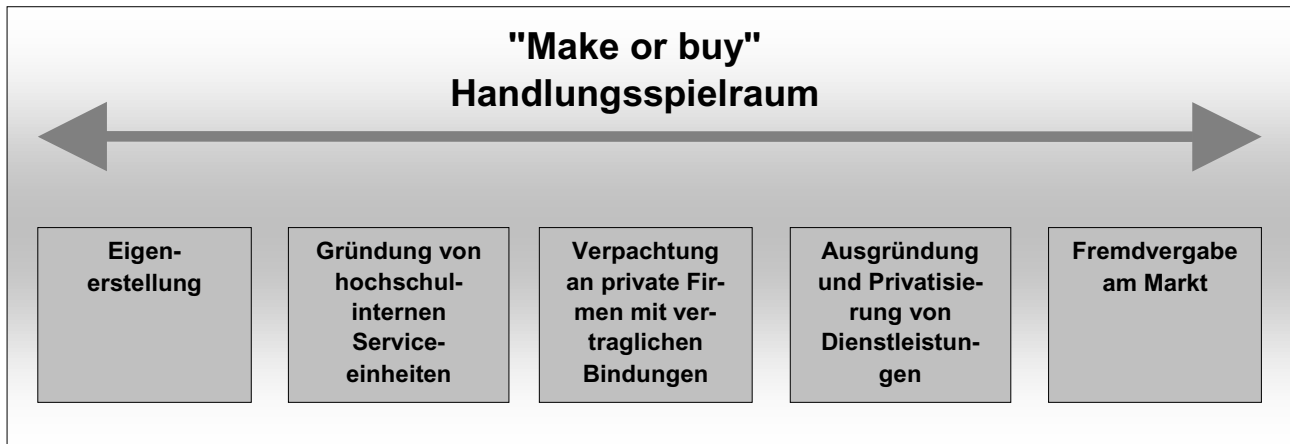 "Make or buy"
Handlungsspielraum
Eigen-
erstellung
Gründung von
hochschul-
internen
Service-
einheiten
Verpachtung
an private Fir-
men mit ver-
traglichen
Bindungen
Ausgründung
und Privatisie-
rung von
Dienstleistun-
gen
Fremdvergabe
am Markt